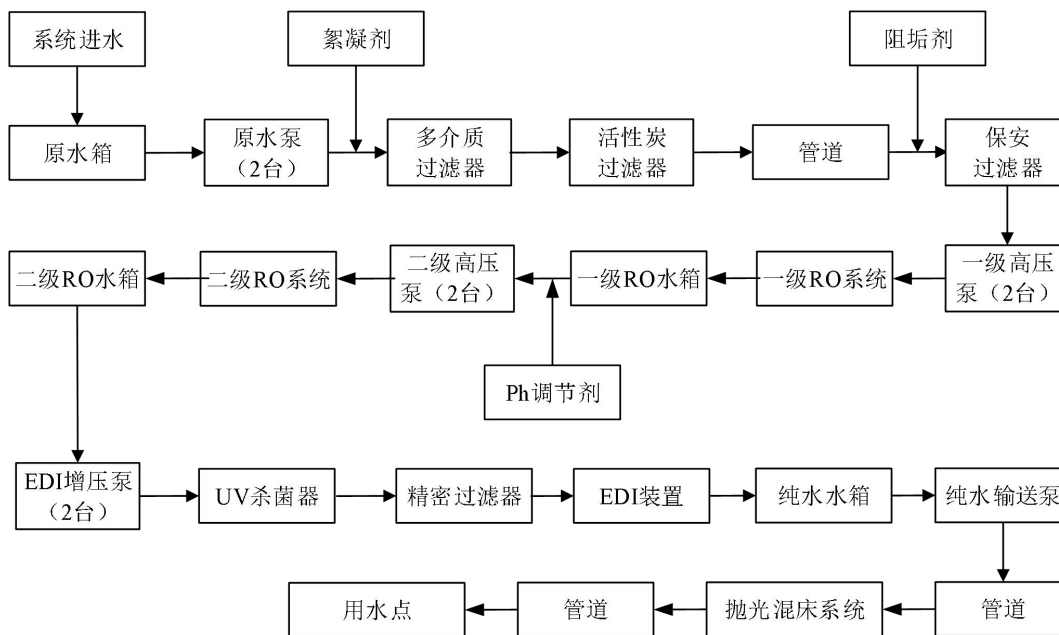 系统进水
絮凝剂
阻垢剂
原水箱
原水泵
（2台）
多介质
过滤器
活性炭
过滤器
管道
保安
过滤器
二级RO水箱
二级RO系统
二级高压
泵（2台）
一级RO水箱
一级RO系统
一级高压
泵（2台）
Ph调节剂
EDI增压泵
（2台）
UV杀菌器
精密过滤器
EDI装置
纯水水箱
纯水输送泵
用水点
管道
抛光混床系统
管道